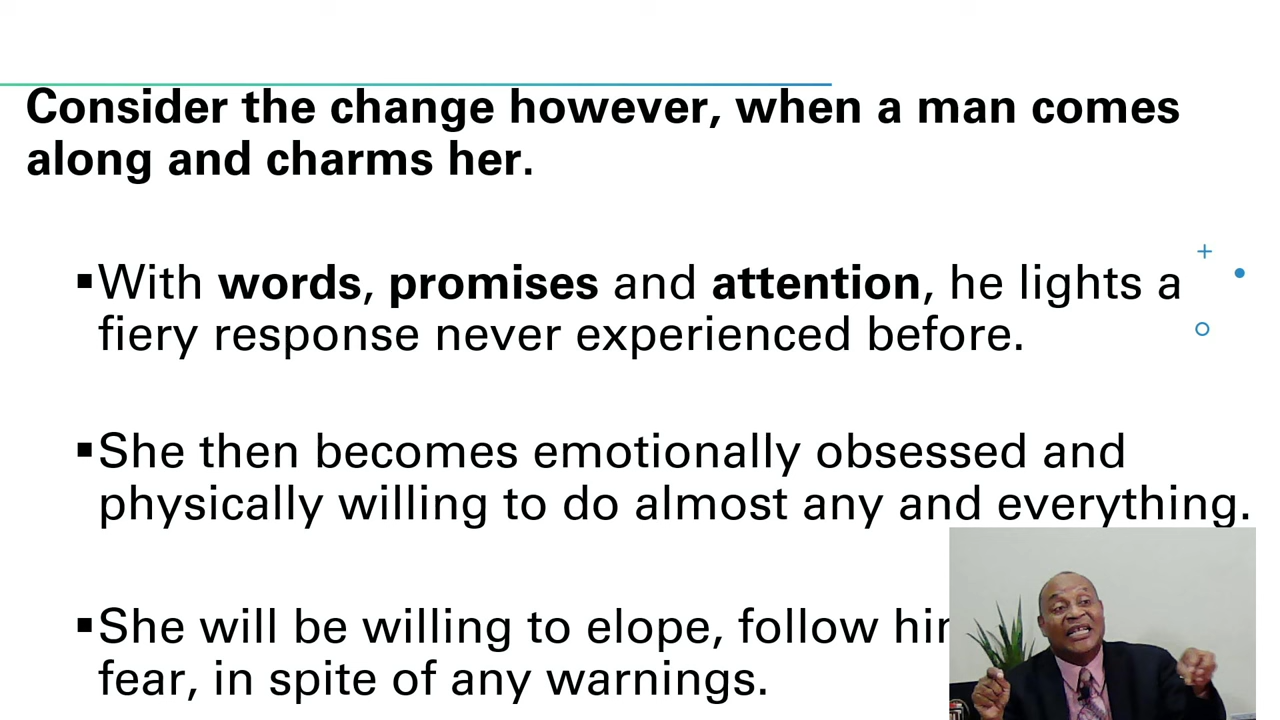 Consider the change however, when a man comes
along and charms her.
▪With words, promises and attention, he lights a
fiery response never experienced before.
▪She then becomes emotionally obsessed and
physically willing to do almost any and everything.
▪She will be willing to elope, follow
fear, in spite of any warnings.